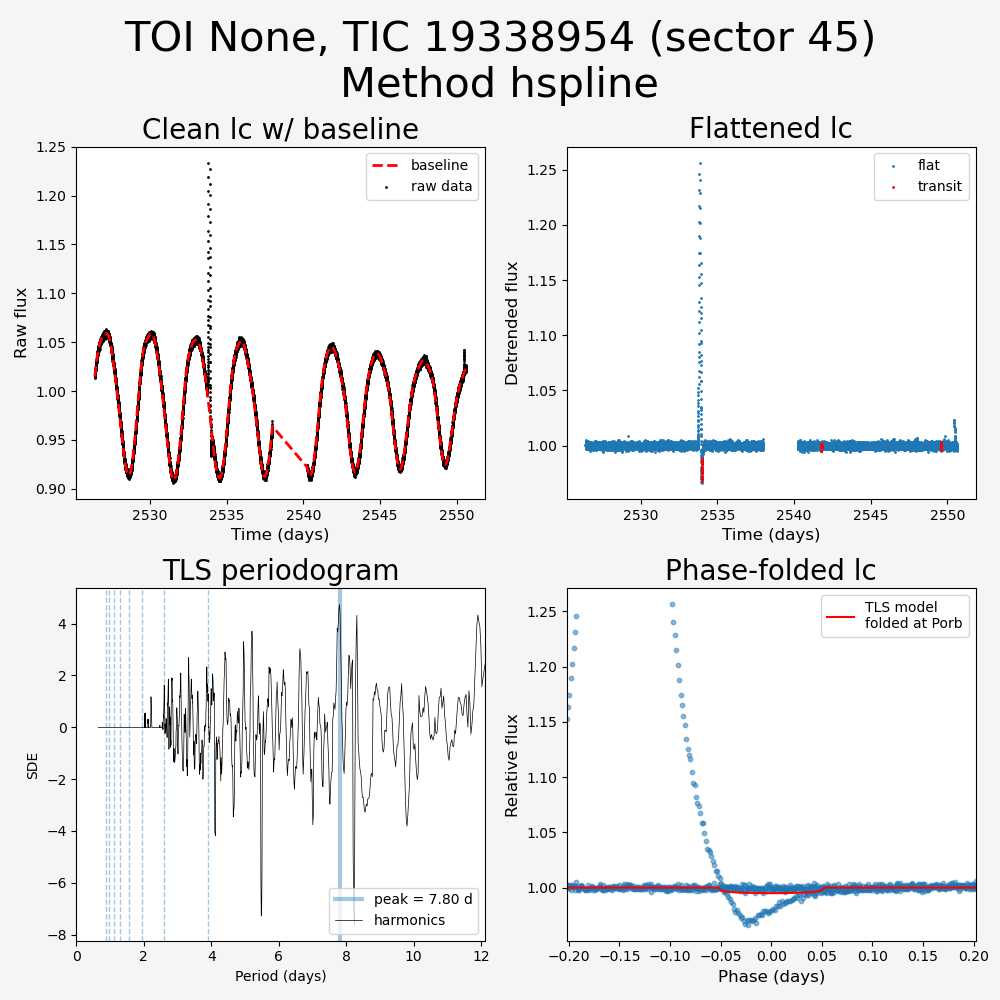 TOI None, TIC 19338954 (sector 45)
Method hspline
Clean lc w/ baseline
Flattened lc
1.25
1.20
1.15
1.10
1.05
1.00
0.95
0.90
Raw flux
baseline
raw data
2530
2535
2540
2545
2550
Time (days)
1.25
1.20
1.15
1.10
1.05
1.00
Detrended flux
flat
transit
2530
2535
2540
2545
2550
Time (days)
TLS periodogram
Phase-folded lc
4
2
0
−2
−4
−6
−8
SDE
peak = 7.80 d
harmonics
0
2
4
6
8
10
12
Period (days)
1.25
1.20
1.15
1.10
1.05
1.00
Relative flux
TLS model
folded at Porb
−0.20
−0.15
−0.10
−0.05
0.00
0.05
0.10
0.15
0.20
Phase (days)